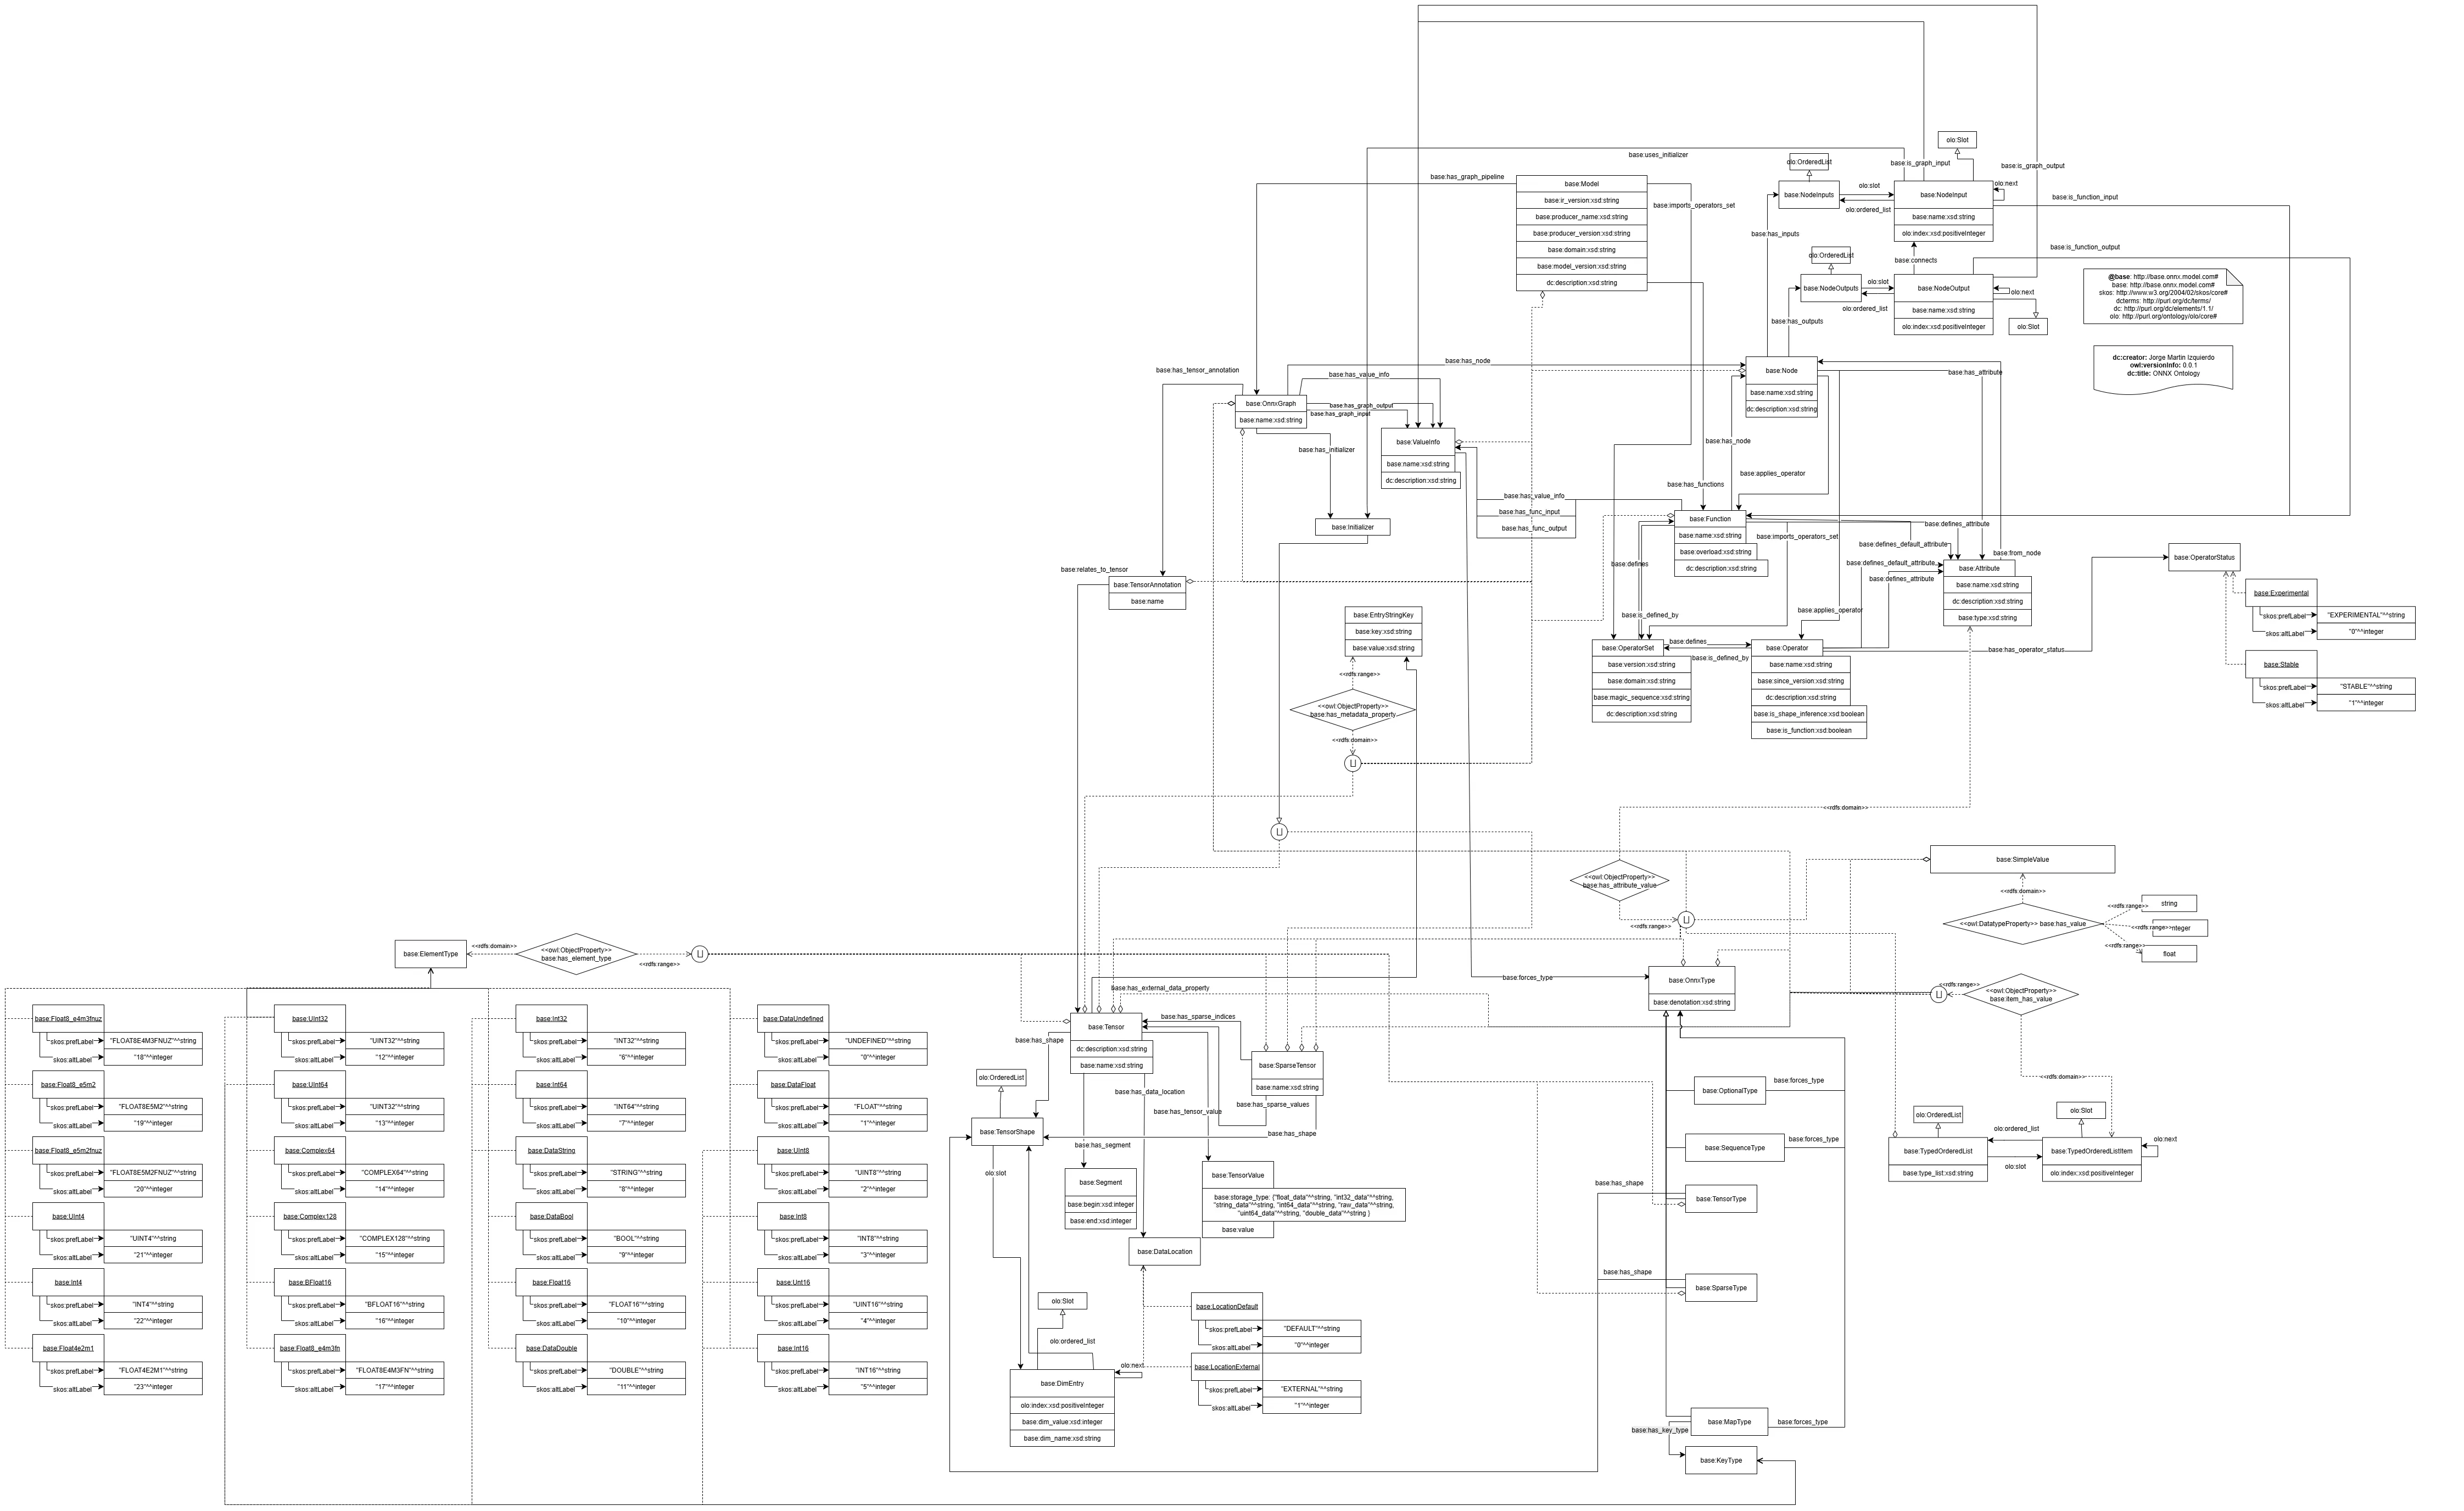 olo:Slot
base:uses_initializer
olo:OrderedList
base:is_graph_input
base:is_graph_output
base:has_graph_pipeline
base:Model
base:ir_version:xsd:string
base:producer_name:xsd:string
base:producer_version:xsd:string
base:domain:xsd:string
base:model_version:xsd:string
dc:description:xsd:string
base:imports_operators_set
base:NodeInputs
olo:slot
olo:ordered_list
base:NodeInput
base:name:xsd:string
olo:index:xsd:positiveInteger
olo:next
base:is_function_input
base:has_inputs
base:is_function_output
olo:OrderedList
base:connects
base:NodeOutputs
olo:slot
olo:ordered_list
base:NodeOutput
base:name:xsd:string
olo:index:xsd:positiveInteger
olo:next
olo:Slot
base:has_outputs
@base: http://base.onnx.model.com#
base: http://base.onnx.model.com#
skos: http://www.w3.org/2004/02/skos/core#
dcterms: http://purl.org/dc/terms/
dc: http://purl.org/dc/elements/1.1/
olo: http://purl.org/ontology/olo/core#
dc:creator: Jorge Martin Izquierdo
owl:versionInfo: 0.0.1
dc:title: ONNX Ontology
base:has_tensor_annotation
base:has_node
base:has_value_info
base:Node
base:name:xsd:string
dc:description:xsd:string
base:has_attribute
base:OnnxGraph
base:name:xsd:string
base:has_graph_output
base:has_graph_input
base:has_initializer
base:ValueInfo
base:name:xsd:string
dc:description:xsd:string
base:has_node
base:applies_operator
base:has_functions
base:has_value_info
base:has_func_input
base:has_func_output
base:Initializer
base:Function
base:name:xsd:string
base:overload:xsd:string
dc:description:xsd:string
base:defines_attribute
base:imports_operators_set
base:defines_default_attribute
base:from_node
base:defines
base:defines_default_attribute
base:defines_attribute
base:Attribute
base:name:xsd:string
dc:description:xsd:string
base:type:xsd:string
base:OperatorStatus
base:Experimental
skos:prefLabel
"EXPERIMENTAL"^^string
skos:altLabel
"0"^^integer
base:Stable
skos:prefLabel
"STABLE"^^string
skos:altLabel
"1"^^integer
base:relates_to_tensor
base:TensorAnnotation
base:name
base:EntryStringKey
base:key:xsd:string
base:value:xsd:string
base:is_defined_by
base:applies_operator
base:OperatorSet
base:version:xsd:string
base:domain:xsd:string
base:magic_sequence:xsd:string
dc:description:xsd:string
base:defines
base:is_defined_by
base:Operator
base:name:xsd:string
base:since_version:xsd:string
dc:description:xsd:string
base:is_shape_inference:xsd:boolean
base:is_function:xsd:boolean
base:has_operator_status
<<rdfs:range>>
<<owl:ObjectProperty>>
base:has_metadata_property
<<rdfs:domain>>
<<rdfs:domain>>
<<owl:ObjectProperty>>
base:has_attribute_value
<<rdfs:range>>
base:SimpleValue
<<rdfs:domain>>
<<owl:DatatypeProperty>> base:has_value
<<rdfs:range>>
string
<<rdfs:range>>
<<rdfs:range>>
float
base:ElementType
<<rdfs:domain>>
<<owl:ObjectProperty>>
base:has_element_type
<<rdfs:range>>
base:forces_type
base:OnnxType
base:denotation:xsd:string
<<rdfs:range>>
<<owl:ObjectProperty>>
base:item_has_value
<<rdfs:domain>>
base:has_external_data_property
base:Float8_e4m3fnuz
skos:prefLabel
"FLOAT8E4M3FNUZ"^^string
skos:altLabel
"18"^^integer
base:Float8_e5m2
skos:prefLabel
"FLOAT8E5M2"^^string
skos:altLabel
"19"^^integer
base:Float8_e5m2fnuz
skos:prefLabel
"FLOAT8E5M2FNUZ"^^string
skos:altLabel
"20"^^integer
base:Uint4
skos:prefLabel
"UINT4"^^string
skos:altLabel
"21"^^integer
base:Int4
skos:prefLabel
"INT4"^^string
skos:altLabel
"22"^^integer
base:Float4e2m1
skos:prefLabel
"FLOAT4E2M1"^^string
skos:altLabel
"23"^^integer
base:UInt32
skos:prefLabel
"UINT32"^^string
skos:altLabel
"12"^^integer
base:UInt64
skos:prefLabel
"UINT32"^^string
skos:altLabel
"13"^^integer
base:Complex64
skos:prefLabel
"COMPLEX64"^^string
skos:altLabel
"14"^^integer
base:Complex128
skos:prefLabel
"COMPLEX128"^^string
skos:altLabel
"15"^^integer
base:BFloat16
skos:prefLabel
"BFLOAT16"^^string
skos:altLabel
"16"^^integer
base:Float8_e4m3fn
skos:prefLabel
"FLOAT8E4M3FN"^^string
skos:altLabel
"17"^^integer
base:Int32
skos:prefLabel
"INT32"^^string
skos:altLabel
"6"^^integer
base:Int64
skos:prefLabel
"INT64"^^string
skos:altLabel
"7"^^integer
base:DataString
skos:prefLabel
"STRING"^^string
skos:altLabel
"8"^^integer
base:DataBool
skos:prefLabel
"BOOL"^^string
skos:altLabel
"9"^^integer
base:Float16
skos:prefLabel
"FLOAT16"^^string
skos:altLabel
"10"^^integer
base:DataDouble
skos:prefLabel
"DOUBLE"^^string
skos:altLabel
"11"^^integer
base:DataUndefined
skos:prefLabel
"UNDEFINED"^^string
skos:altLabel
"0"^^integer
base:DataFloat
skos:prefLabel
"FLOAT"^^string
skos:altLabel
"1"^^integer
base:UInt8
skos:prefLabel
"UINT8"^^string
skos:altLabel
"2"^^integer
base:Int8
skos:prefLabel
"INT8"^^string
skos:altLabel
"3"^^integer
base:Unt16
skos:prefLabel
"UINT16"^^string
skos:altLabel
"4"^^integer
base:Int16
skos:prefLabel
"INT16"^^string
skos:altLabel
"5"^^integer
base:Tensor
dc:description:xsd:string
base:name:xsd:string
base:has_sparse_indices
base:has_shape
base:SparseTensor
base:name:xsd:string
base:has_sparse_values
base:has_shape
base:has_data_location
base:has_tensor_value
olo:OrderedList
base:TensorShape
base:has_segment
olo:slot
base:Segment
base:begin:xsd:integer
base:end:xsd:integer
base:TensorValue
base:storage_type: {"float_data"^^string, "int32_data"^^string,
"string_data"^^string, "int64_data"^^string, "raw_data"^^string,
"uint64_data"^^string, "double_data"^^string }
base:value
base:DataLocation
base:LocationDefault
skos:prefLabel
"DEFAULT"^^string
skos:altLabel
"0"^^integer
base:LocationExternal
skos:prefLabel
"EXTERNAL"^^string
skos:altLabel
"1"^^integer
olo:Slot
olo:ordered_list
olo:next
base:DimEntry
olo:index:xsd:positiveInteger
base:dim_value:xsd:integer
base:dim_name:xsd:string
base:OptionalType
base:forces_type
base:SequenceType
base:forces_type
base:has_shape
base:TensorType
base:has_shape
base:SparseType
base:MapType
base:forces_type
base:has_key_type
base:KeyType
olo:OrderedList
olo:Slot
base:TypedOrderedList
base:type_list:xsd:string
olo:ordered_list
olo:slot
base:TypedOrderedListItem
olo:index:xsd:positiveInteger
olo:next